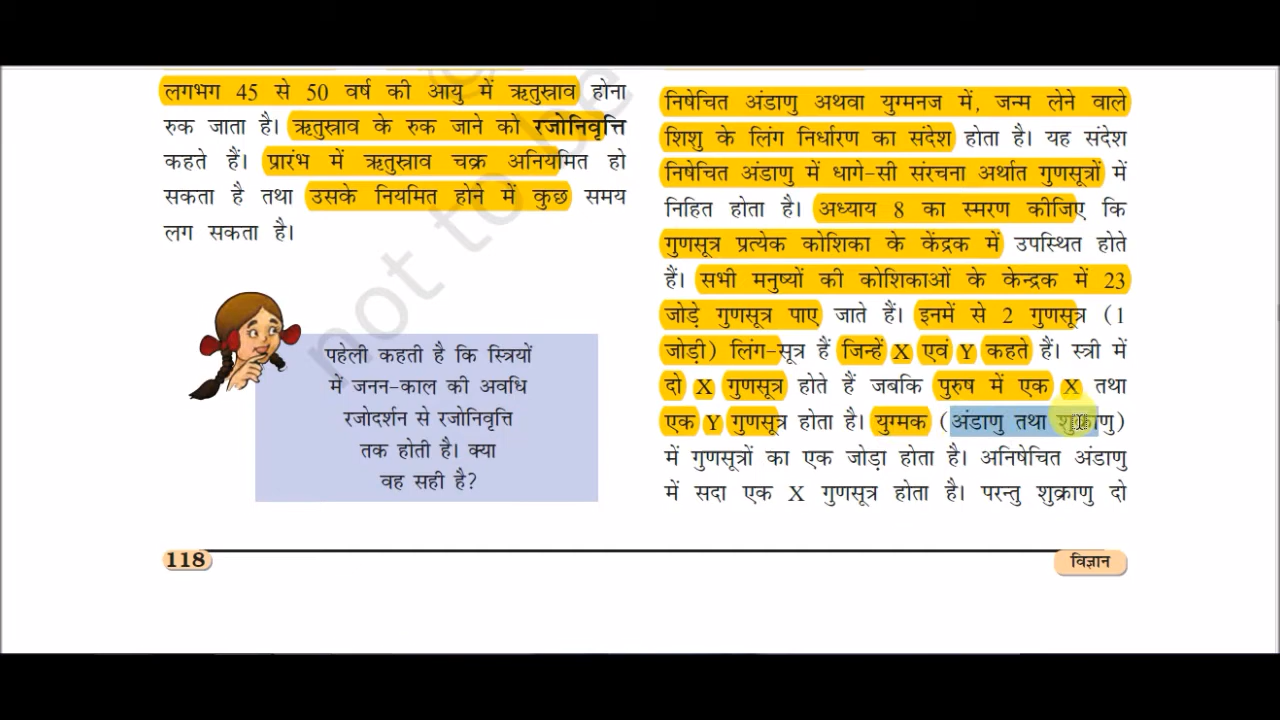 लगभग 45 से 50 वर्ष की आयु में ऋतुस्राव होना
रुक जाता है। ऋतुस्राव के रुक जाने को रजोनिवृत्ति
कहते हैं। प्रारंभ में ऋतुस्राव चक्र अनियमित हो
सकता है तथा उसके नियमित होने में कुछ समय
लग सकता है।
पहेली कहती है कि स्त्रियों
में जनन-काल की अवधि
रजोदर्शन से रजोनिवृत्ति
तक होती है। क्या
वह सही है?
निषेचित अंडाणु अथवा युग्मनज में, जन्म लेने वाले
शिशु के लिंग निर्धारण का संदेश होता है। यह संदेश
निषेचित अंडाणु में धागे-सी संरचना अर्थात गुणसूत्रों में
निहित होता है। अध्याय 8 का स्मरण कीजिए कि
गुणसूत्र प्रत्येक कोशिका के केंद्रक में उपस्थित होते
हैं। सभी मनुष्यों की कोशिकाओं के केन्द्रक में 23
जोड़े गुणसूत्र पाए जाते हैं। इनमें से 2 गुणसूत्र (1
जोड़ी) लिंग-सूत्र हैं जिन्हें X एवं Y कहते हैं। स्त्री में
दो X गुणसूत्र होते हैं जबकि पुरुष में एक X तथा
एक Y गुणसूत्र होता है। युग्मक (अंडाणु तथा शुक्राणु)
में गुणसूत्रों का एक जोड़ा होता है। अनिषेचित अंडाणु
में सदा एक X गुणसूत्र होता है। परन्तु शुक्राणु दो
not to be
118
विज्ञान